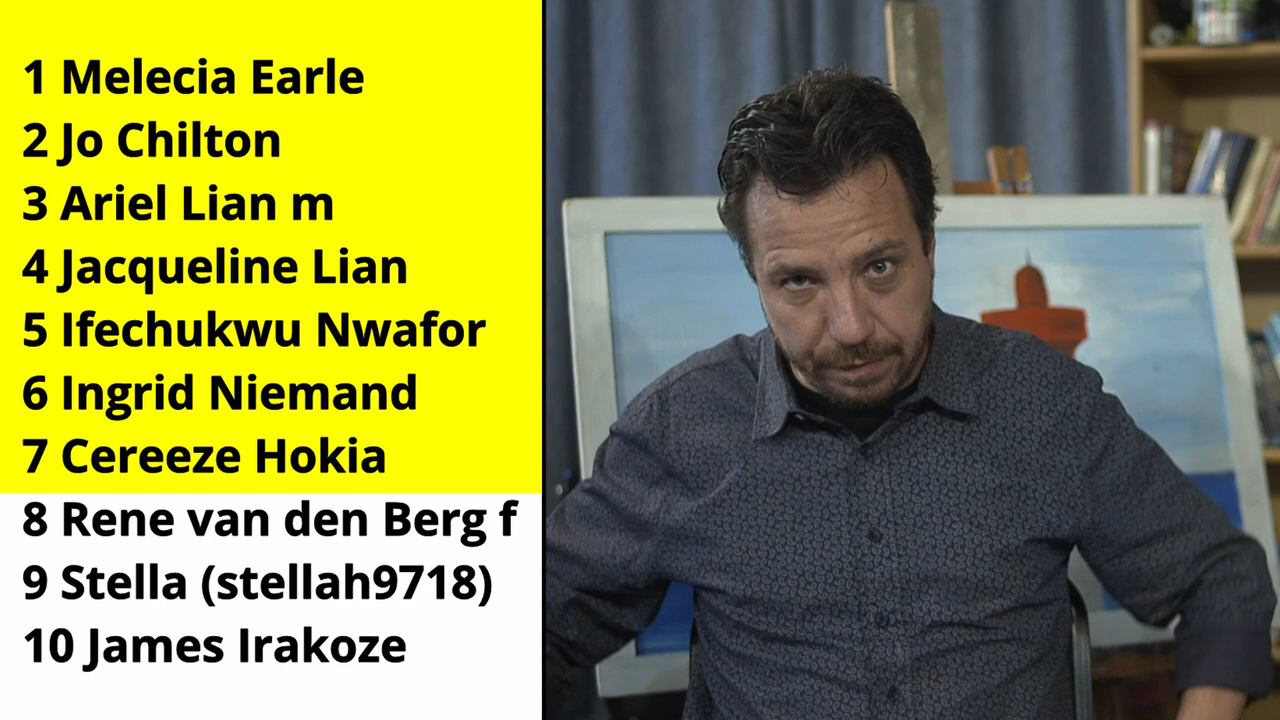 1 Melecia Earle
2 Jo Chilton
3 Ariel Lian m
4 Jacqueline Lian
5 Ifechukwu Nwafor
6 Ingrid Niemand
7 Cereeze Hokia
8 Rene van den Berg f
9 Stella (stellah9718)
10 James Irakoze